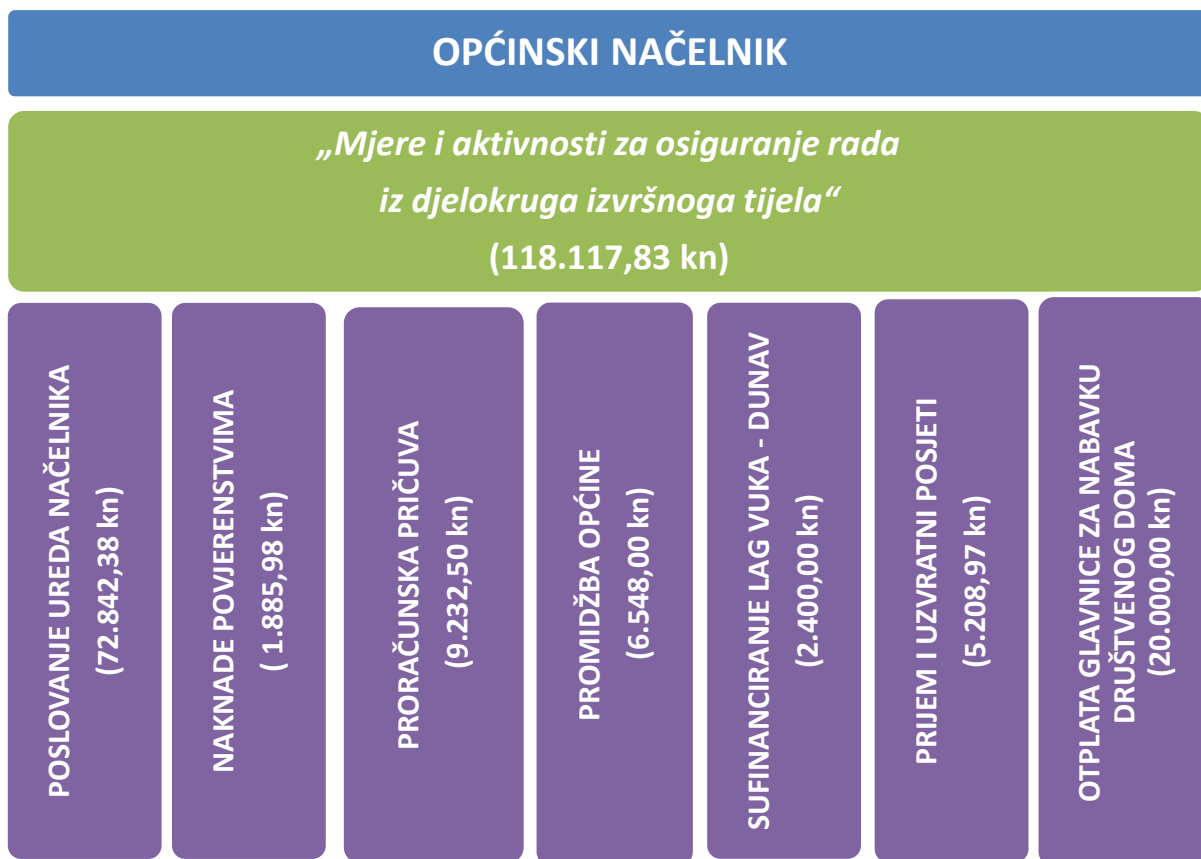 OPĆINSKI NAČELNIK
„Mjere i aktivnosti za osiguranje rada
iz djelokruga izvršnoga tijela“
(118.117,83 kn)
POSLOVANJE UREDA NAČELNIKA
(72.842,38 kn)
NAKNADE POVJERENSTVIMA
( 1.885,98 kn)
PRORAČUNSKA PRIČUVA
(9.232,50 kn)
PROMIDŽBA OPĆINE
(6.548,00 kn)
SUFINANCIRANJE LAG VUKA - DUNAV
(2.400,00 kn)
PRIJEM I UZVRATNI POSJETI
(5.208,97 kn)
OTPLATA GLAVNICE ZA NABAVKU
DRUŠTVENOG DOMA
(20.000,00 kn)